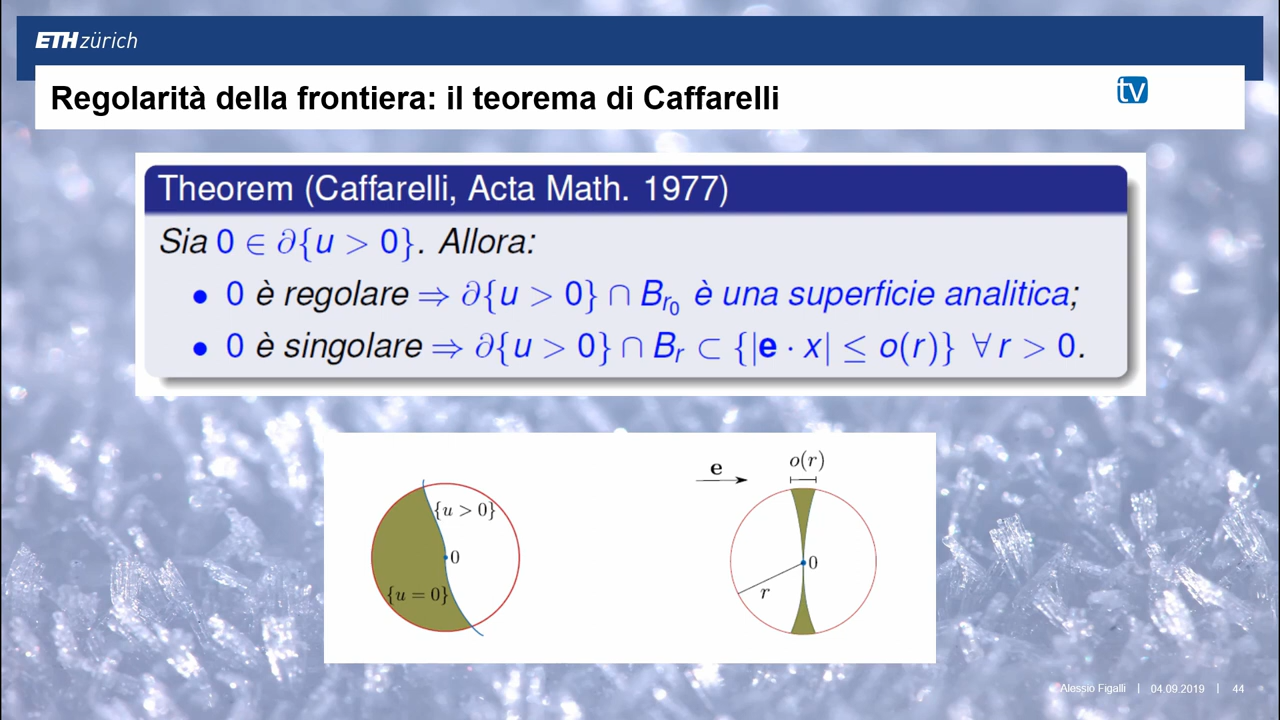 ETH zürich
Regolarità della frontiera: il teorema di Caffarelli
tv
Theorem (Caffarelli, Acta Math. 1977)
Sia 0 ∈ ∂{u > 0}. Allora:
• 0 è regolare ⇒ ∂{u > 0} ∩ B_{r_0} è una superficie analitica;
• 0 è singolare ⇒ ∂{u > 0} ∩ B_r ⊂ {|e · x| ≤ o(r)} ∀ r > 0.
{u > 0}
0
{u = 0}
e
o(r)
0
r
Alessio Figalli | 04.09.2019 | 44